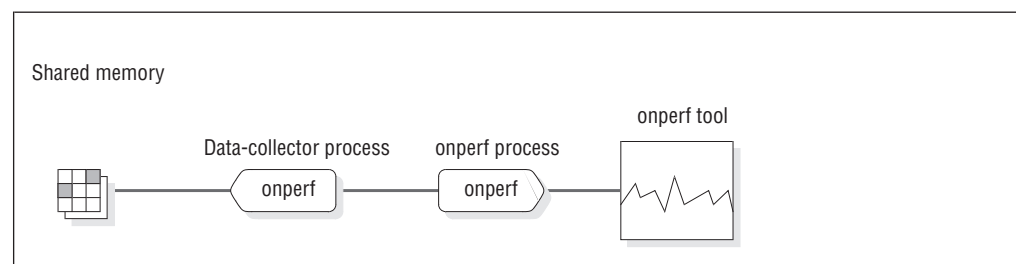 Shared memory
onperf tool
Data-collector process
onperf process
onperf
onperf